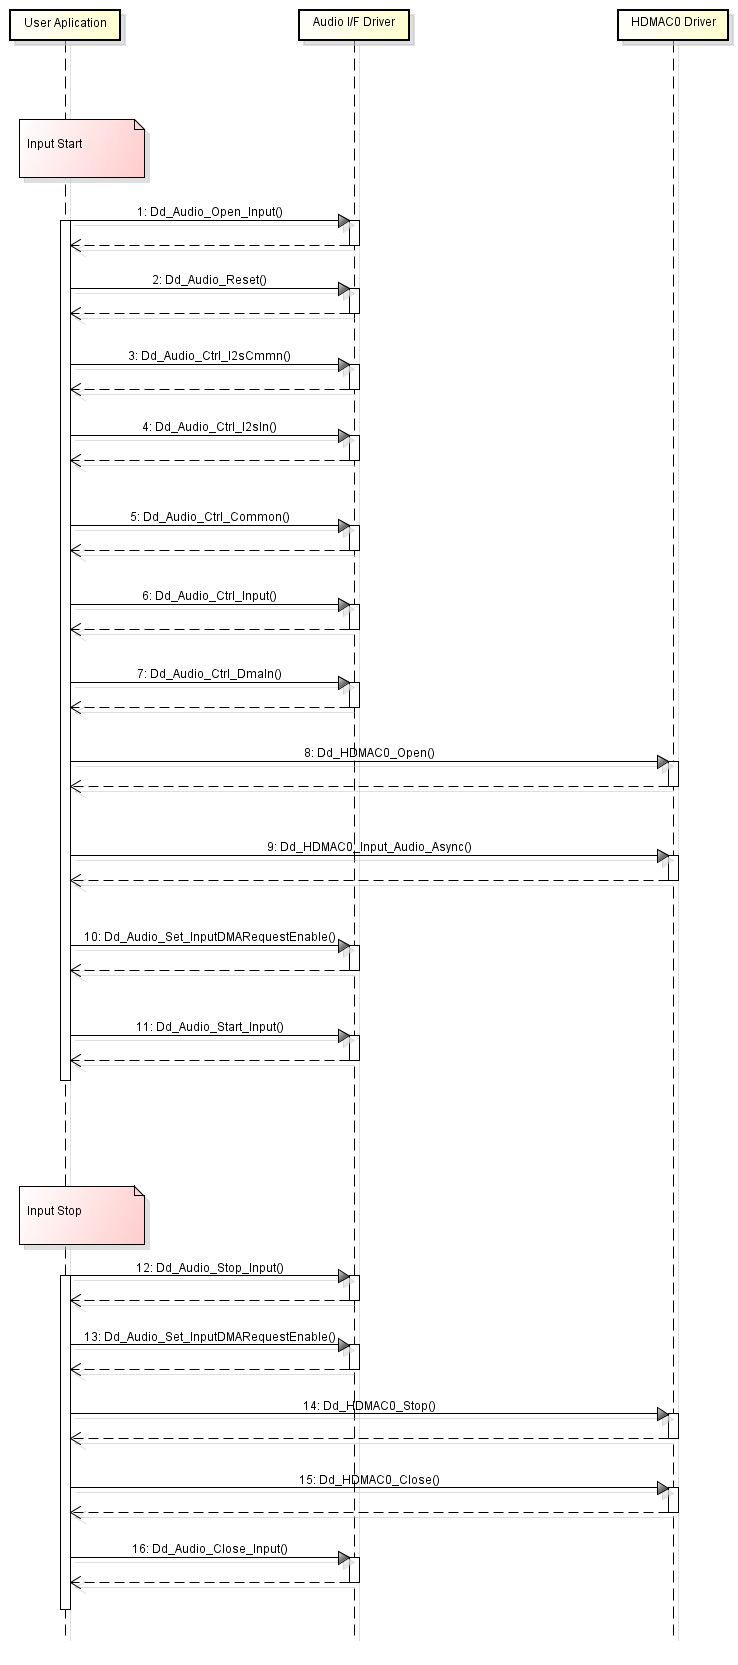 User Aplication
Audio I/F Driver
HDMAC0 Driver
Input Start
1: Dd_Audio_Open_Input()
2: Dd_Audio_Reset()
3: Dd_Audio_Ctrl_I2sCmmn()
4: Dd_Audio_Ctrl_I2sIn()
5: Dd_Audio_Ctrl_Common()
6: Dd_Audio_Ctrl_Input()
7: Dd_Audio_Ctrl_DmaIn()
8: Dd_HDMAC0_Open()
9: Dd_HDMAC0_Input_Audio_Async()
10: Dd_Audio_Set_InputDMARequestEnable()
11: Dd_Audio_Start_Input()
Input Stop
12: Dd_Audio_Stop_Input()
13: Dd_Audio_Set_InputDMARequestEnable()
14: Dd_HDMAC0_Stop()
15: Dd_HDMAC0_Close()
16: Dd_Audio_Close_Input()